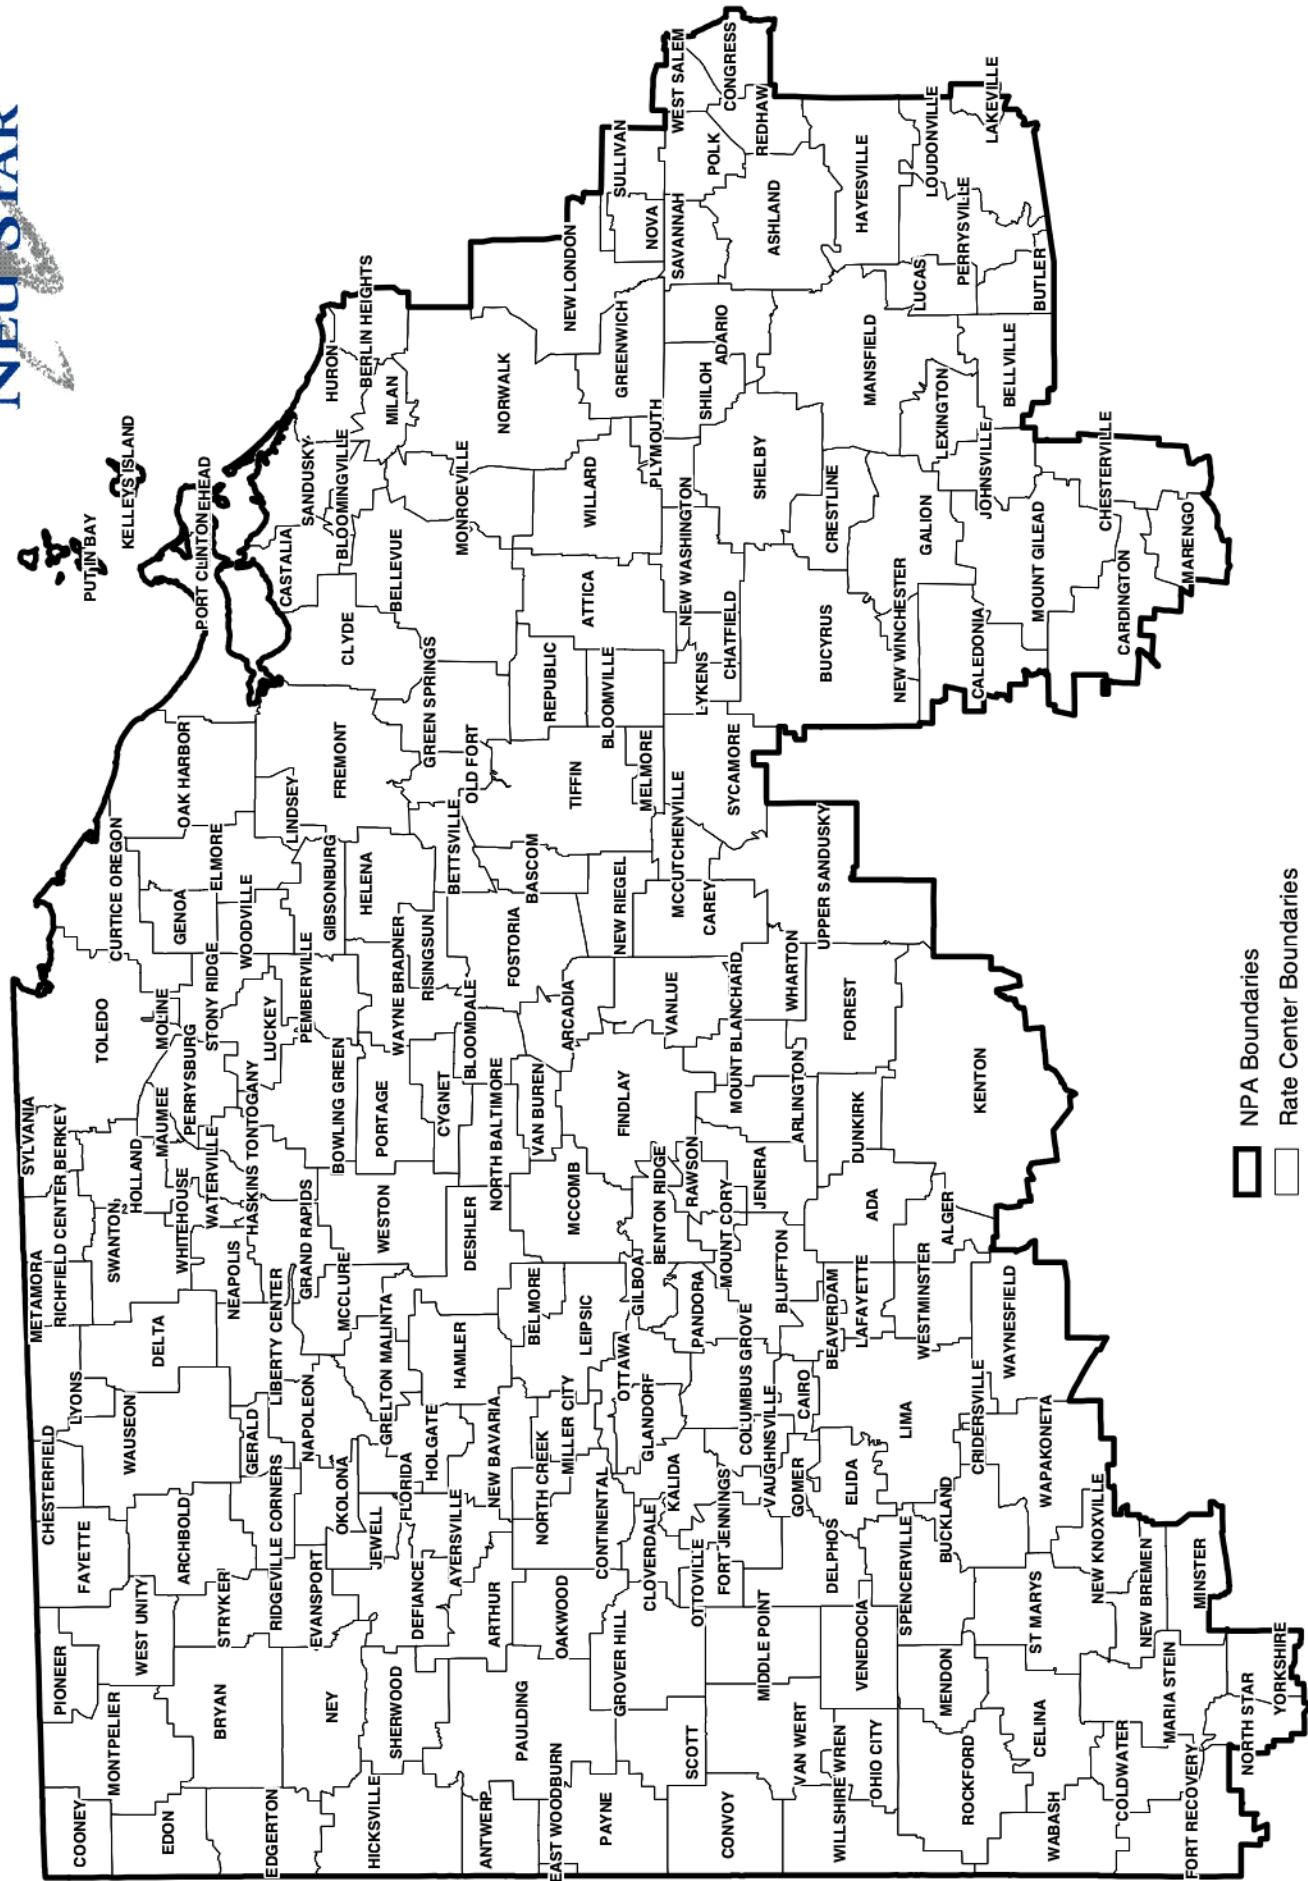 NEUSTAR
SYLVANIA
METAMORA
CHESTERFIELD
PIONEER
RICHFIELD CENTER
BERKEY
LYONS
FAYETTE
COONEY
PUT IN BAY
TOLEDO
SWANTON
2
MONTPELIER
CURTICE OREGON
KELLEYS ISLAND
WEST UNITY
WAUSEON
HOLLAND
EDON
DELTA
MAUMEE
MOLINE
ARCHBOLD
WHITEHOUSE
PERRYSBURG
GENOA
OAK HARBOR
PORT CLINTON
EHEAD
BRYAN
STRYKER
WATERVILLE
STONY RIDGE
ELMORE
NEAPOLIS
GERALD
HASKINS
TONTOGANY
WOODVILLE
EDGERTON
RIDGEVILLE CORNERS
LIBERTY CENTER
LUCKEY
LINDSEY
CASTALIA
EVANSPORT
NAPOLEON
GRAND RAPIDS
PEMBERVILLE
SANDUSKY
NEY
OKOLONA
MCCLURE
BOWLING GREEN
GIBSONBURG
FREMONT
CLYDE
BLOOMINGVILLE
HURON
HICKSVILLE
JEWELL
GRELTON
MALINTA
WESTON
PORTAGE
HELENA
BERLIN HEIGHTS
SHERWOOD
FLORIDA
WAYNE
BRADNER
BELLEVUE
MILAN
DEFIANCE
HOLGATE
RISINGSUN
GREEN SPRINGS
AYERSVILLE
HAMLER
CYGNET
BETTSVILLE
MONROEVILLE
ANTWERP
ARTHUR
NEW BAVARIA
DESHLER
NORTH BALTIMORE
BLOOMDALE
OLD FORT
NORWALK
PAULDING
FOSTORIA
BELMORE
VAN BUREN
BASCOM
EAST WOODBURN
OAKWOOD
NORTH CREEK
MILLER CITY
LEIPSIC
MCCOMB
ARCADIA
TIFFIN
REPUBLIC
ATTICA
WILLARD
NEW LONDON
PAYNE
GROVER HILL
CONTINENTAL
OTTAWA
FINDLAY
NEW RIEGEL
BLOOMVILLE
GREENWICH
SULLIVAN
CLOVERDALE
GLANDORF
GILBOA
BENTON RIDGE
MELMORE
PLYMOUTH
NOVA
KALIDA
VANLUE
MCCUTCHENVILLE
NEW WASHINGTON
SAVANNAH
WEST SALEM
SCOTT
OTTOVILLE
PANDORA
RAWSON
CAREY
LYKENS
SHILOH
POLK
CONVOY
FORT JENNINGS
MOUNT CORY
MOUNT BLANCHARD
SYCAMORE
CHATFIELD
ADARIO
CONGRESS
MIDDLE POINT
VAUGHNSVILLE
COLUMBUS GROVE
JENERA
SHELBY
ASHLAND
REDHAW
VAN WERT
GOMER
CAIRO
BLUFFTON
ARLINGTON
WHARTON
UPPER SANDUSKY
WILLSHIRE
WREN
DELPHOS
ELIDA
BEAVERDAM
DUNKIRK
FOREST
BUCYRUS
CRESTLINE
OHIO CITY
VENEDOCIA
LAFAYETTE
ADA
MANSFIELD
HAYESVILLE
SPENCERVILLE
LIMA
WESTMINSTER
NEW WINCHESTER
GALION
LEXINGTON
LUCAS
LOUDONVILLE
MENDON
BUCKLAND
ALGER
PERRYSVILLE
ROCKFORD
CRIDERSVILLE
KENTON
CALEDONIA
JOHNSVILLE
LAKEVILLE
WAYNESFIELD
BELLVILLE
CELINA
ST MARYS
WAPAKONETA
MOUNT GILEAD
BUTLER
WABASH
NEW KNOXVILLE
COLDWATER
CARDINGTON
CHESTERVILLE
NEW BREMEN
MARIA STEIN
MARENGO
FORT RECOVERY
MINSTER
NORTH STAR
YORKSHIRE
NPA Boundaries
Rate Center Boundaries